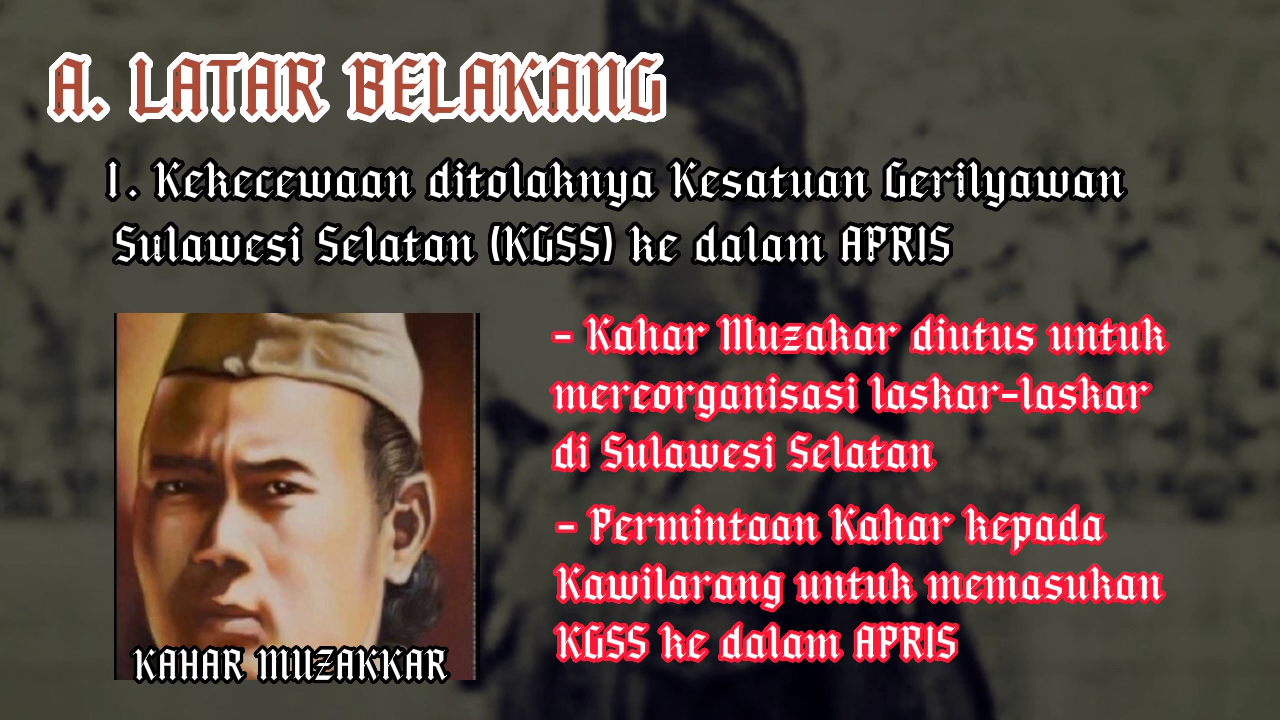 A. LATAR BELAKANG
1. Kekecewaan ditolaknya Kesatuan Gerilyawan
Sulawesi Selatan (KGSS) ke dalam APRIS
- Kahar Muzakar diutus untuk
mereorganisasi laskar-laskar
di Sulawesi Selatan
- Permintaan Kahar kepada
Kawilarang untuk memasukan
KGSS ke dalam APRIS
KAHAR MUZAKKAR